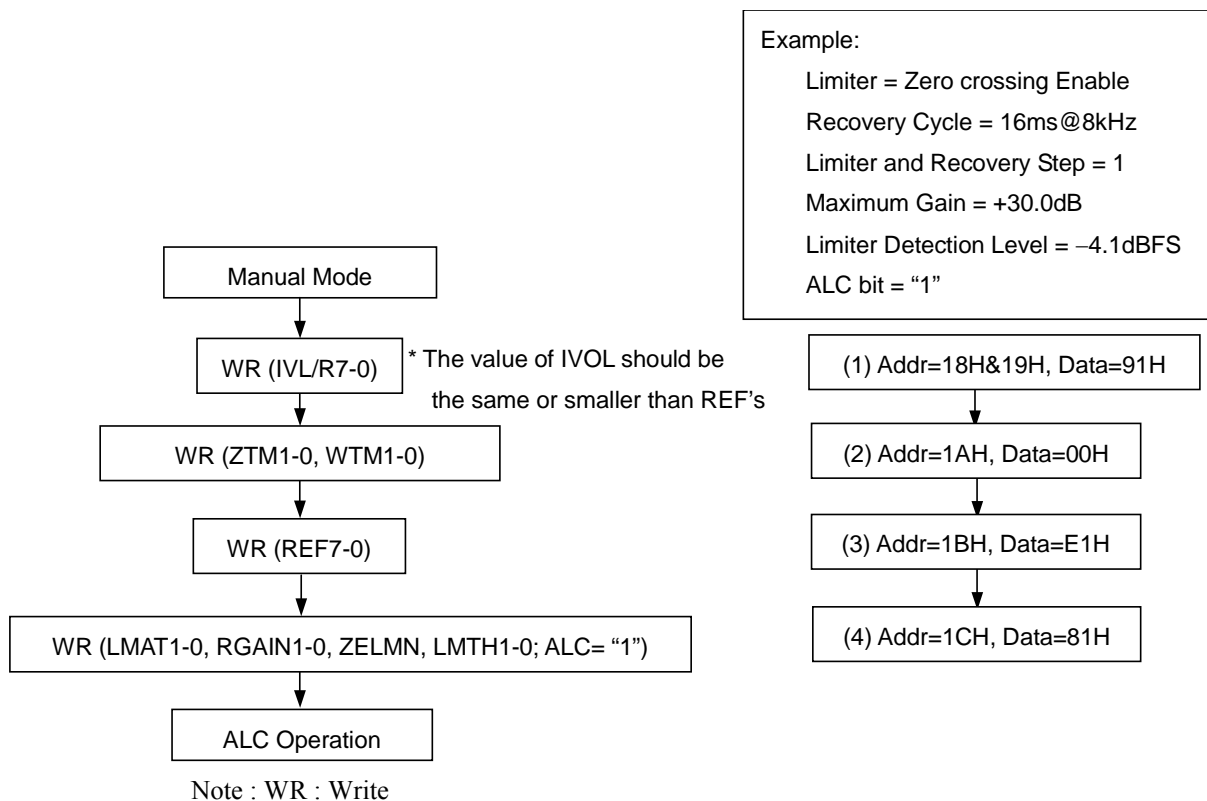 Example:
Limiter = Zero crossing Enable
Recovery Cycle = 16ms@8kHz
Limiter and Recovery Step = 1
Maximum Gain = +30.0dB
Limiter Detection Level = −4.1dBFS
ALC bit = “1”
Manual Mode
WR (IVL/R7-0)
* The value of IVOL should be
the same or smaller than REF’s
WR (ZTM1-0, WTM1-0)
WR (REF7-0)
WR (LMAT1-0, RGAIN1-0, ZELMN, LMTH1-0; ALC= “1”)
ALC Operation
Note : WR : Write
(1) Addr=18H&19H, Data=91H
(2) Addr=1AH, Data=00H
(3) Addr=1BH, Data=E1H
(4) Addr=1CH, Data=81H